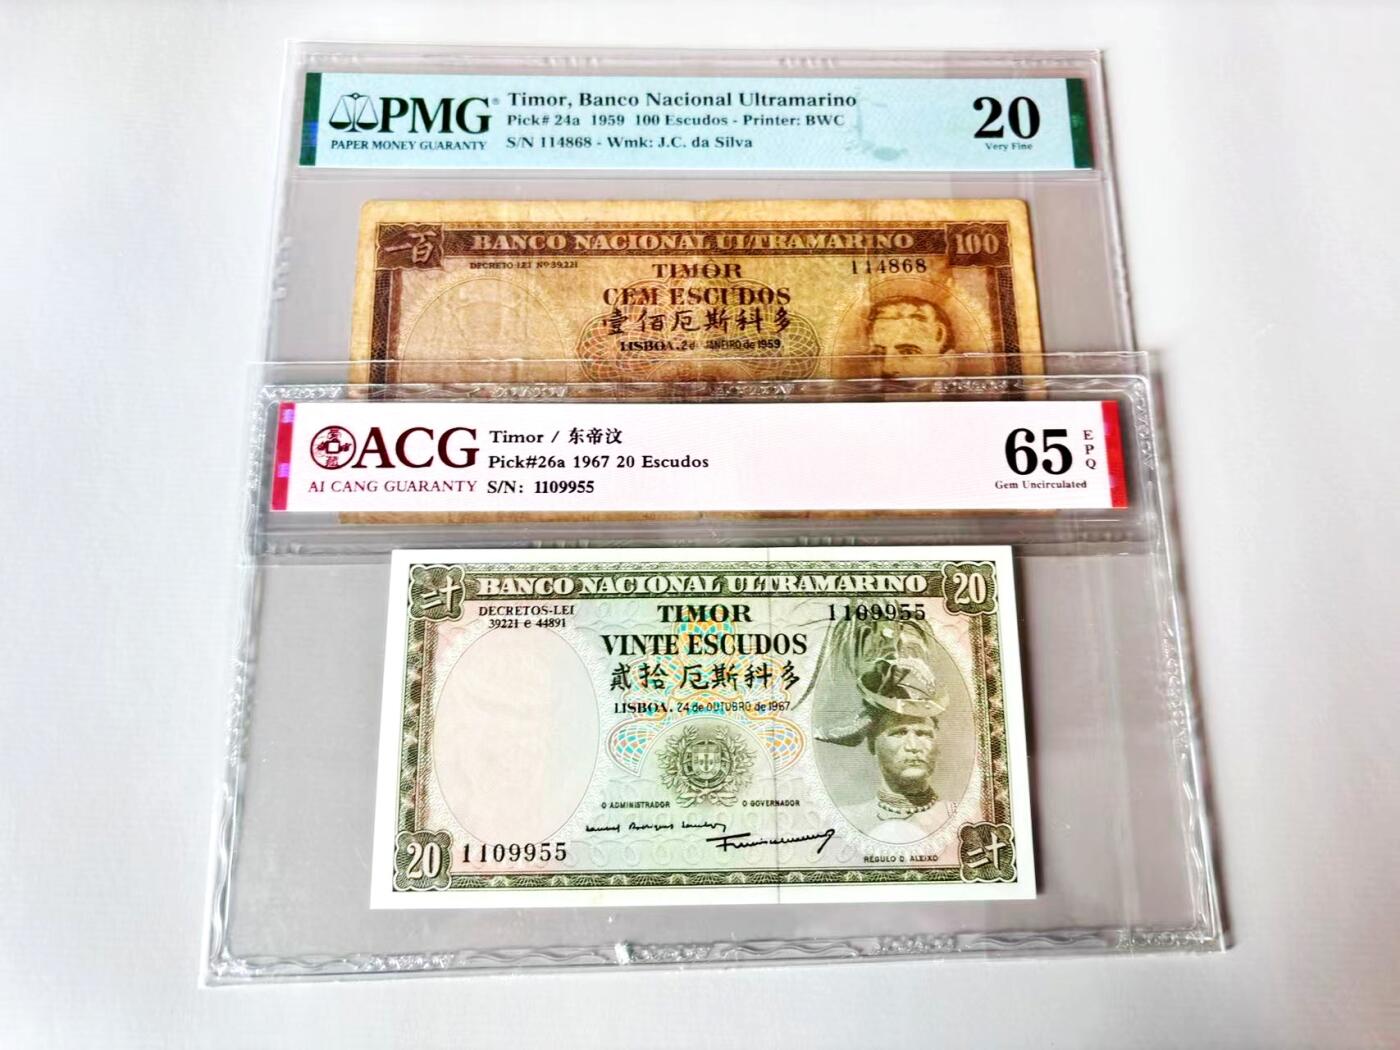 PMG
PAPER MONEY GUARANTY
Timor, Banco Nacional Ultramarino
Pick# 24a 1959 100 Escudos - Printer: BWC
S/N 114868 - Wmk: J.C. da Silva
20
Very Fine
一百
BANCO NACIONAL ULTRAMARINO
100
DECRETO-LEI Nº 39221
TIMOR
114868
CEM ESCUDOS
壹佰厄斯科多
LISBOA. 2 de JANEIRO de 1959
ACG
AI CANG GUARANTY
Timor / 东帝汶
Pick#26a 1967 20 Escudos
S/N: 1109955
65
EPQ
Gem Uncirculated
二十
BANCO NACIONAL ULTRAMARINO
20
DECRETOS-LEI
39221 e 44891
TIMOR
1109955
VINTE ESCUDOS
貳拾厄斯科多
LISBOA. 24 de OUTUBRO de 1967
O ADMINISTRADOR
O GOVERNADOR
20
1109955
RÉGULO D. ALEIXO
二十